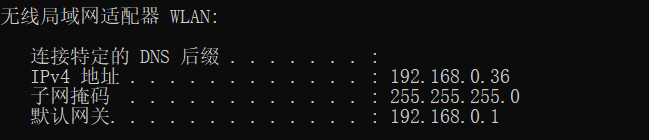 无线局域网适配器 WLAN:
连接特定的 DNS 后缀 . . . . . . . :
IPv4 地址 . . . . . . . . . . . . : 192.168.0.36
子网掩码  . . . . . . . . . . . . : 255.255.255.0
默认网关. . . . . . . . . . . . . : 192.168.0.1